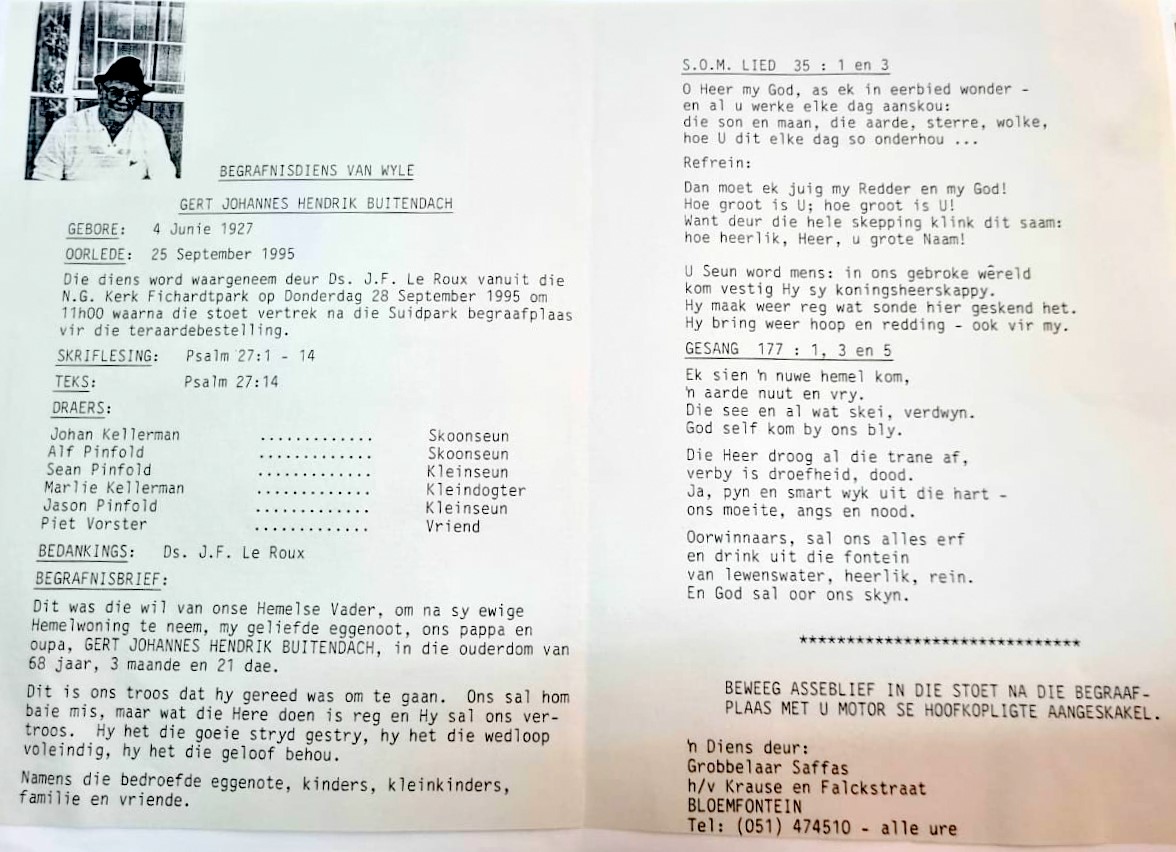 BEGRAFNISDIENS VAN WYLE
GERT JOHANNES HENDRIK BUITENDACH
GEBORE: 4 Junie 1927
OORLEDE: 25 September 1995
Die diens word waargeneem deur Ds. J.F. Le Roux vanuit die
N.G. Kerk Fichardtpark op Donderdag 28 September 1995 om
11h00 waarna die stoet vertrek na die Suidpark begraafplaas
vir die teraardebestelling.
SKRIFLESING: Psalm 27:1 - 14
TEKS: Psalm 27:14
DRAERS:
Johan Kellerman ............. Skoonseun
Alf Pinfold ............. Skoonseun
Sean Pinfold ............. Kleinseun
Marlie Kellerman ............. Kleindogter
Jason Pinfold ............. Kleinseun
Piet Vorster ............. Vriend
BEDANKINGS: Ds. J.F. Le Roux
BEGRAFNISBRIEF:
Dit was die wil van onse Hemelse Vader, om na sy ewige
Hemelwoning te neem, my geliefde eggenoot, ons pappa en
oupa, GERT JOHANNES HENDRIK BUITENDACH, in die ouderdom van
68 jaar, 3 maande en 21 dae.
Dit is ons troos dat hy gereed was om te gaan. Ons sal hom
baie mis, maar wat die Here doen is reg en Hy sal ons ver-
troos. Hy het die goeie stryd gestry, hy het die wedloop
voleindig, hy het die geloof behou.
Namens die bedroefde eggenote, kinders, kleinkinders,
familie en vriende.
S.O.M. LIED 35 : 1 en 3
O Heer my God, as ek in eerbied wonder -
en al u werke elke dag aanskou:
die son en maan, die aarde, sterre, wolke,
hoe U dit elke dag so onderhou ...
Refrein:
Dan moet ek juig my Redder en my God!
Hoe groot is U; hoe groot is U!
Want deur die hele skepping klink dit saam:
hoe heerlik, Heer, u grote Naam!
U Seun word mens: in ons gebroke wêreld
kom vestig Hy sy koningsheerskappy.
Hy maak weer reg wat sonde hier geskend het.
Hy bring weer hoop en redding - ook vir my.
GESANG 177 : 1, 3 en 5
Ek sien 'n nuwe hemel kom,
'n aarde nuut en vry.
Die see en al wat skei, verdwyn.
God self kom by ons bly.
Die Heer droog al die trane af,
verby is droefheid, dood.
Ja, pyn en smart wyk uit die hart -
ons moeite, angs en nood.
Oorwinnaars, sal ons alles erf
en drink uit die fontein
van lewenswater, heerlik, rein.
En God sal oor ons skyn.
******************************
BEWEEG ASSEBLIEF IN DIE STOET NA DIE BEGRAAF-
PLAAS MET U MOTOR SE HOOFKOPLIGTE AANGESKAKEL.
'n Diens deur:
Grobbelaar Saffas
h/v Krause en Falckstraat
BLOEMFONTEIN
Tel: (051) 474510 - alle ure